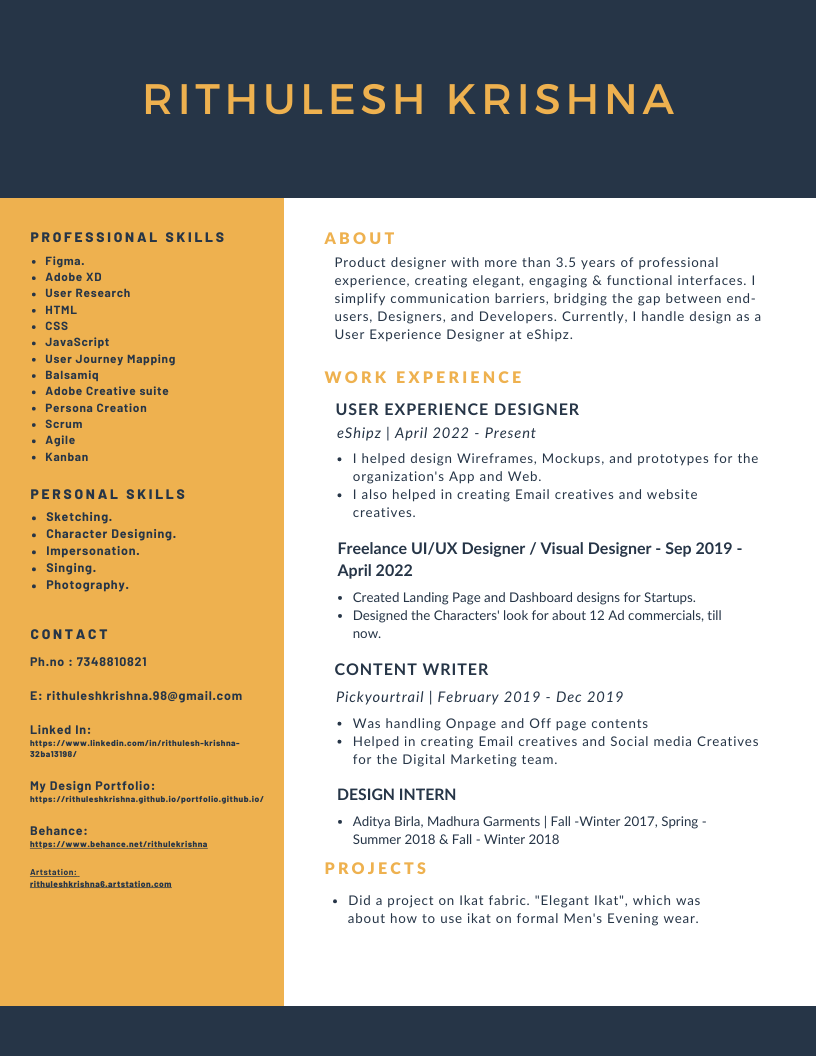 RITHULESH KRISHNA
PROFESSIONAL SKILLS
Figma.
Adobe XD
User Research
HTML
CSS
JavaScript
User Journey Mapping
Balsamiq
Adobe Creative suite
Persona Creation
Scrum
Agile
Kanban
PERSONAL SKILLS
Sketching.
Character Designing.
Impersonation.
Singing.
Photography.
CONTACT
Ph.no : 7348810821
E: rithuleshkrishna.98@gmail.com
Linked In:
https://www.linkedin.com/in/rithulesh-krishna-
32ba13198/
My Design Portfolio:
https://rithuleshkrishna.github.io/portfolio.github.io/
Behance:
https://www.behance.net/rithulekrishna
Artstation:
rithuleshkrishna6.artstation.com
ABOUT
Product designer with more than 3.5 years of professional
experience, creating elegant, engaging & functional interfaces. I
simplify communication barriers, bridging the gap between end-
users, Designers, and Developers. Currently, I handle design as a
User Experience Designer at eShipz.
WORK EXPERIENCE
USER EXPERIENCE DESIGNER
eShipz | April 2022 - Present
I helped design Wireframes, Mockups, and prototypes for the
organization's App and Web.
I also helped in creating Email creatives and website
creatives.
Freelance UI/UX Designer / Visual Designer - Sep 2019 -
April 2022
Created Landing Page and Dashboard designs for Startups.
Designed the Characters' look for about 12 Ad commercials, till
now.
CONTENT WRITER
Pickyourtrail | February 2019 - Dec 2019
Was handling Onpage and Off page contents
Helped in creating Email creatives and Social media Creatives
for the Digital Marketing team.
DESIGN INTERN
Aditya Birla, Madhura Garments | Fall -Winter 2017, Spring -
Summer 2018 & Fall - Winter 2018
PROJECTS
Did a project on Ikat fabric. "Elegant Ikat", which was
about how to use ikat on formal Men's Evening wear.